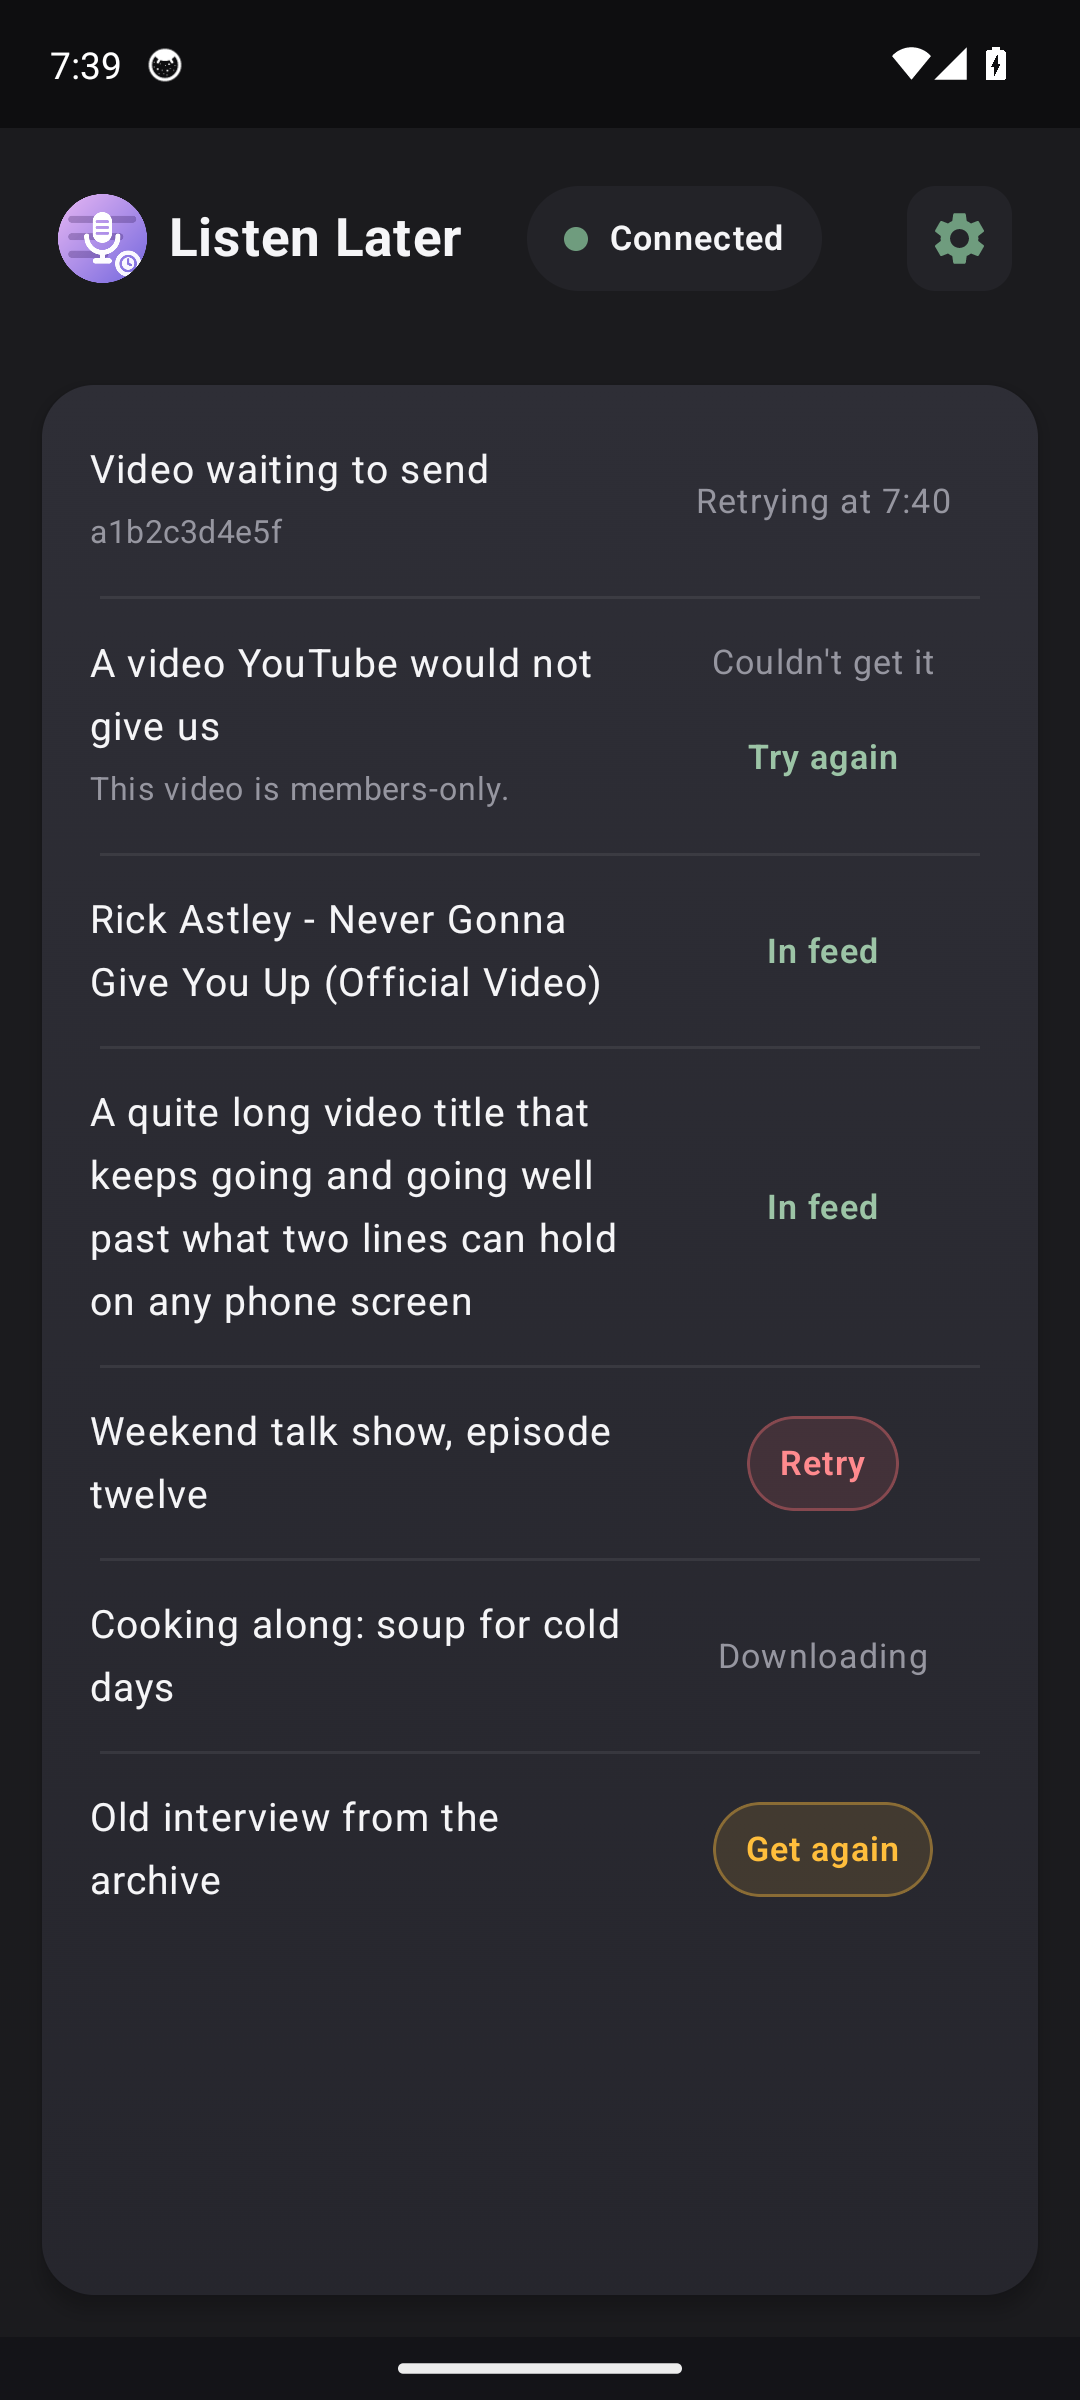 7:39
Listen Later
Connected
Video waiting to send
a1b2c3d4e5f
Retrying at 7:40
A video YouTube would not
give us
This video is members-only.
Couldn't get it
Try again
Rick Astley - Never Gonna
Give You Up (Official Video)
In feed
A quite long video title that
keeps going and going well
past what two lines can hold
on any phone screen
In feed
Weekend talk show, episode
twelve
Retry
Cooking along: soup for cold
days
Downloading
Old interview from the
archive
Get again